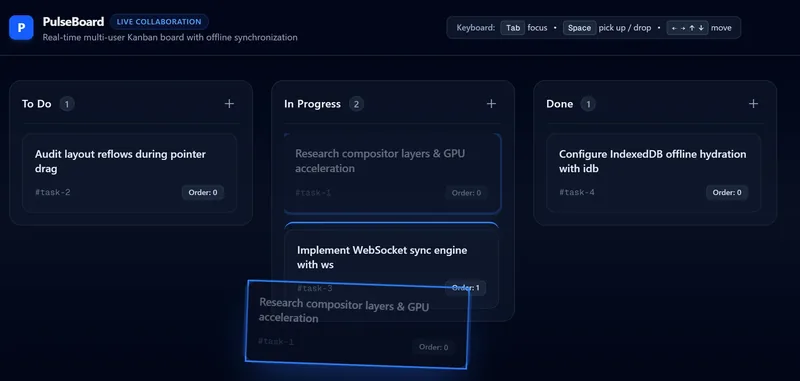 P
PulseBoard LIVE COLLABORATION
Real-time multi-user Kanban board with offline synchronization
Keyboard: Tab focus • Space pick up / drop • ← → ↑ ↓ move
To Do 1 +
Audit layout reflows during pointer
drag
#task-2 Order: 0
In Progress 2 +
Research compositor layers & GPU
acceleration
#task-1 Order: 0
Implement WebSocket sync engine
with ws
#task-3 Order: 1
Research compositor layers & GPU
acceleration
#task-1 Order: 0
Done 1 +
Configure IndexedDB offline hydration
with idb
#task-4 Order: 0